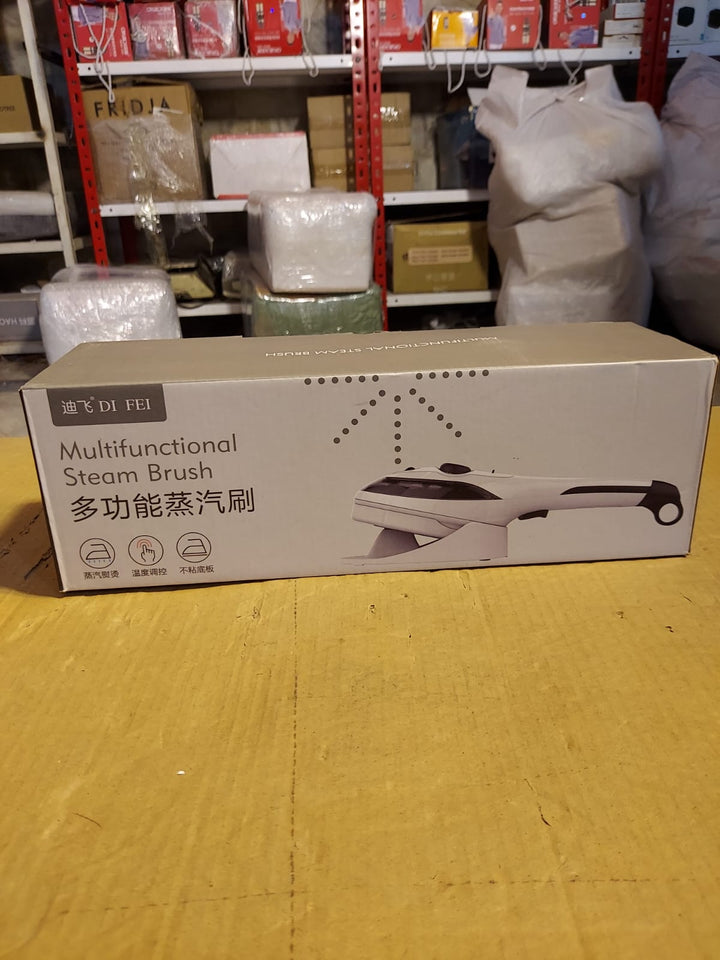 FRIDJA
MULTIFUNCTIONAL STEAM BRUSH
迪飞® DI FEI
Multifunctional
Steam Brush
多功能蒸汽刷
蒸汽熨烫 温度调控 不粘底板